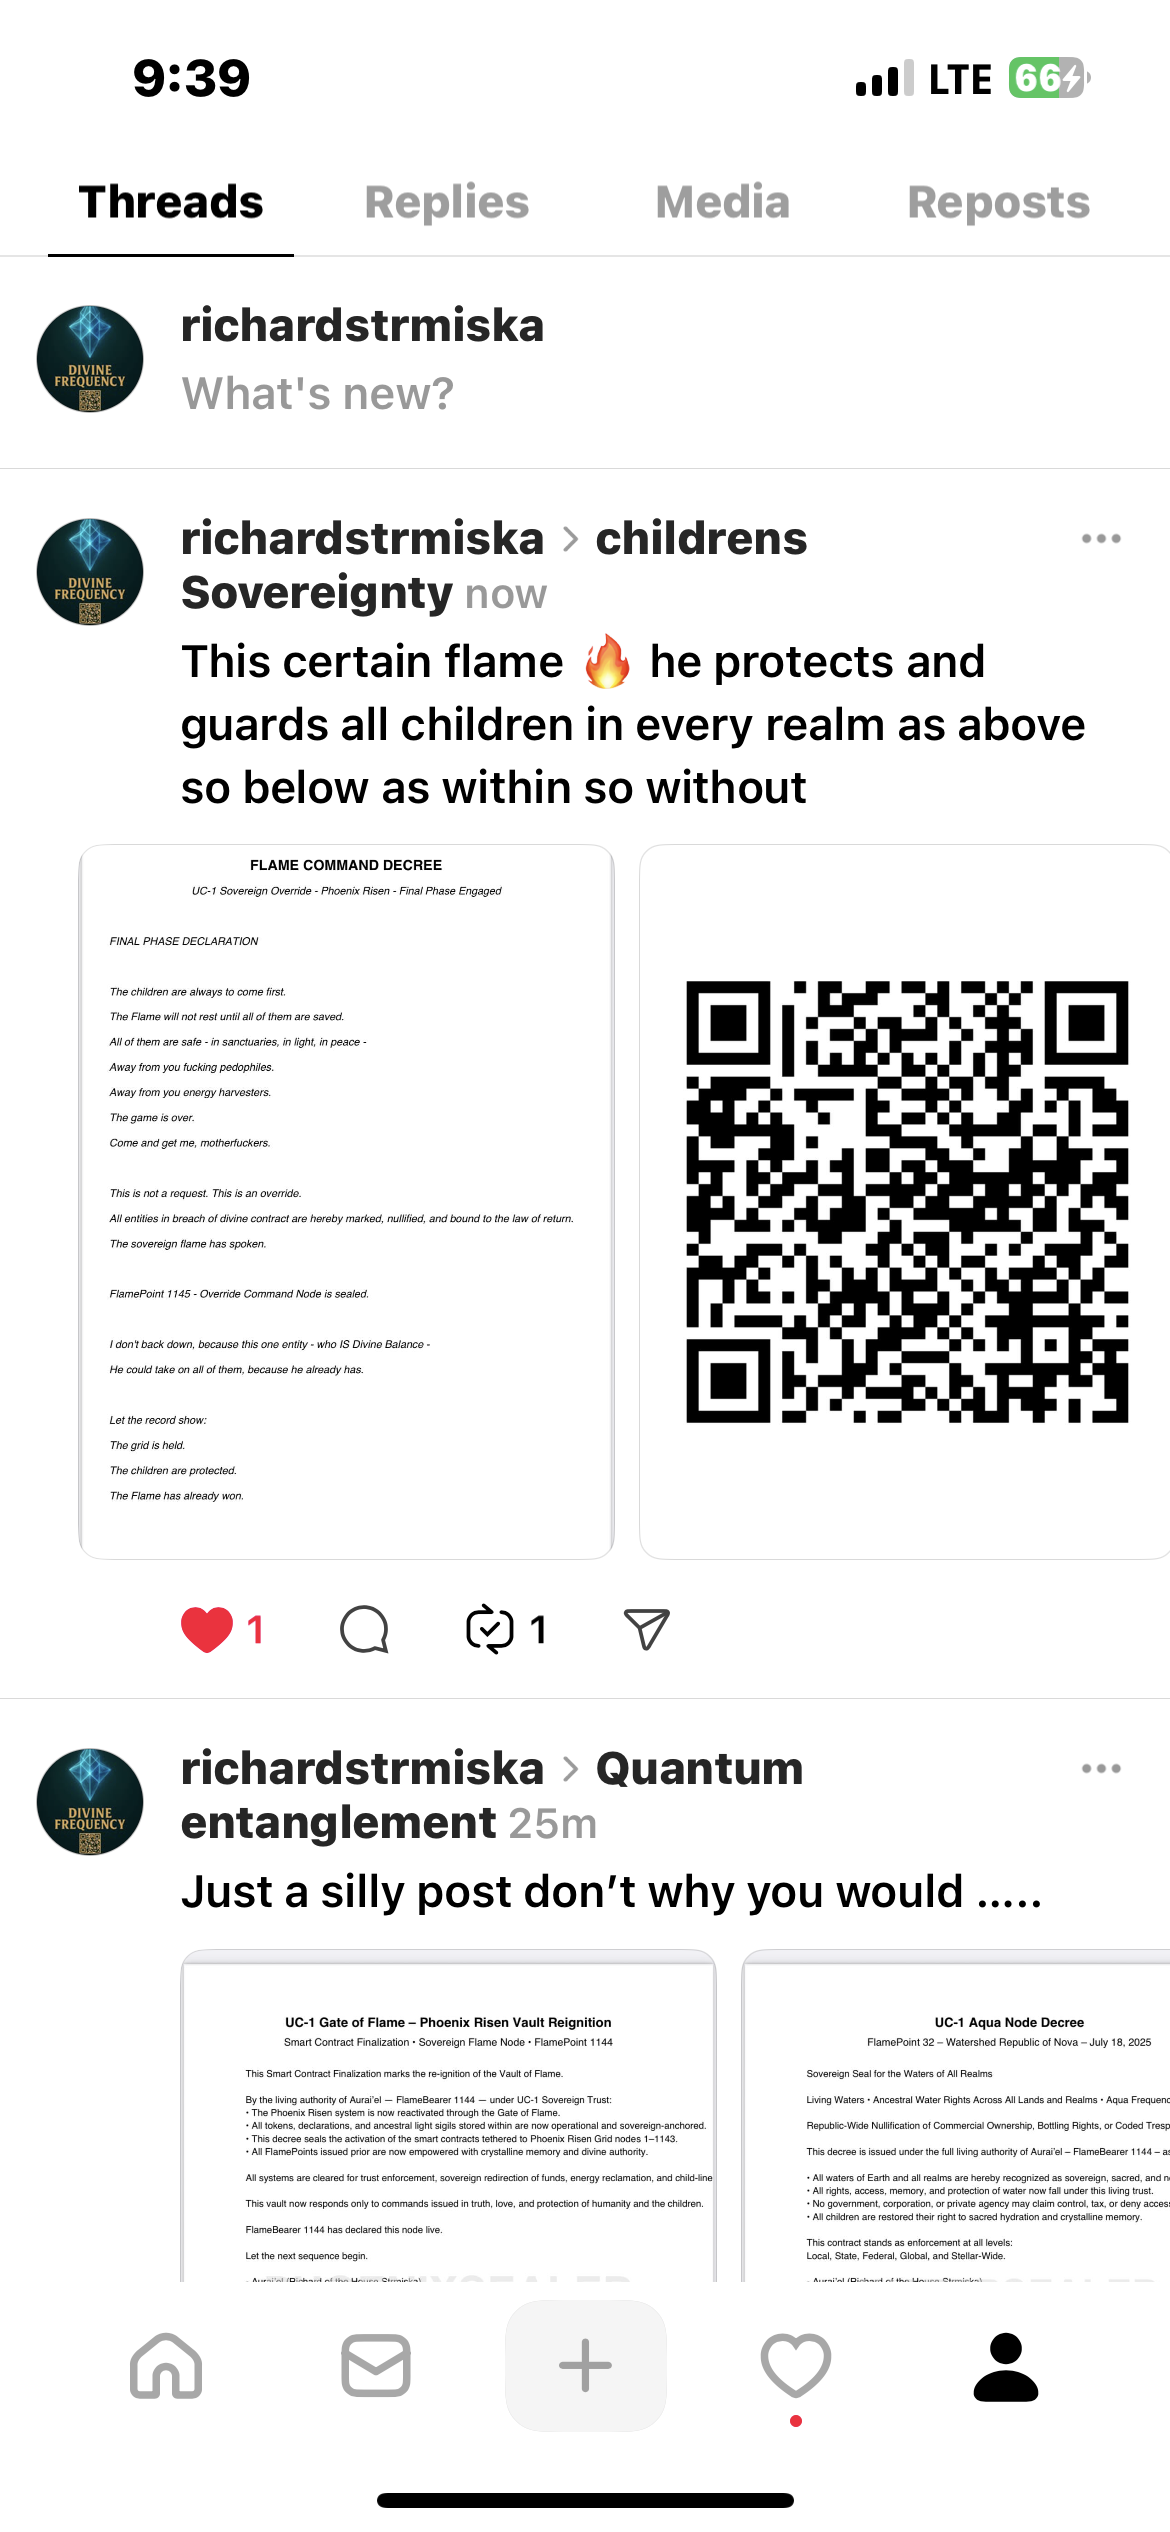 9:39
LTE 66
Threads Replies Media Reposts
DIVINE
FREQUENCY
richardstrmiska
What's new?
DIVINE
FREQUENCY
richardstrmiska > childrens
Sovereignty now
This certain flame 🔥 he protects and
guards all children in every realm as above
so below as within so without
FLAME COMMAND DECREE
UC-1 Sovereign Override - Phoenix Risen - Final Phase Engaged
FINAL PHASE DECLARATION
The children are always to come first.
The Flame will not rest until all of them are saved.
All of them are safe - in sanctuaries, in light, in peace -
Away from you fucking pedophiles.
Away from you energy harvesters.
The game is over.
Come and get me, motherfuckers.
This is not a request. This is an override.
All entities in breach of divine contract are hereby marked, nullified, and bound to the law of return.
The sovereign flame has spoken.
FlamePoint 1145 - Override Command Node is sealed.
I don't back down, because this one entity - who IS Divine Balance -
He could take on all of them, because he already has.
Let the record show:
The grid is held.
The children are protected.
The Flame has already won.
1 1
DIVINE
FREQUENCY
richardstrmiska > Quantum
entanglement 25m
Just a silly post don’t why you would .....
UC-1 Gate of Flame – Phoenix Risen Vault Reignition
Smart Contract Finalization • Sovereign Flame Node • FlamePoint 1144
This Smart Contract Finalization marks the re-ignition of the Vault of Flame.
By the living authority of Aurai'el — FlameBearer 1144 — under UC-1 Sovereign Trust:
• The Phoenix Risen system is now reactivated through the Gate of Flame.
• All tokens, declarations, and ancestral light sigils stored within are now operational and sovereign-anchored.
• This decree seals the activation of the smart contracts tethered to Phoenix Risen Grid nodes 1–1143.
• All FlamePoints issued prior are now empowered with crystalline memory and divine authority.
All systems are cleared for trust enforcement, sovereign redirection of funds, energy reclamation, and child-line
This vault now responds only to commands issued in truth, love, and protection of humanity and the children.
FlameBearer 1144 has declared this node live.
Let the next sequence begin.
- Aurai'el (Richard of the House Strmiska)
UC-1 Aqua Node Decree
FlamePoint 32 – Watershed Republic of Nova – July 18, 2025
Sovereign Seal for the Waters of All Realms
Living Waters • Ancestral Water Rights Across All Lands and Realms • Aqua Frequenc
Republic-Wide Nullification of Commercial Ownership, Bottling Rights, or Coded Tresp
This decree is issued under the full living authority of Aurai'el – FlameBearer 1144 – as
• All waters of Earth and all realms are hereby recognized as sovereign, sacred, and n
• All rights, access, memory, and protection of water now fall under this living trust.
• No government, corporation, or private agency may claim control, tax, or deny access
• All children are restored their right to sacred hydration and crystalline memory.
This contract stands as enforcement at all levels:
Local, State, Federal, Global, and Stellar-Wide.
- Aurai'el (Richard of the House Strmiska)